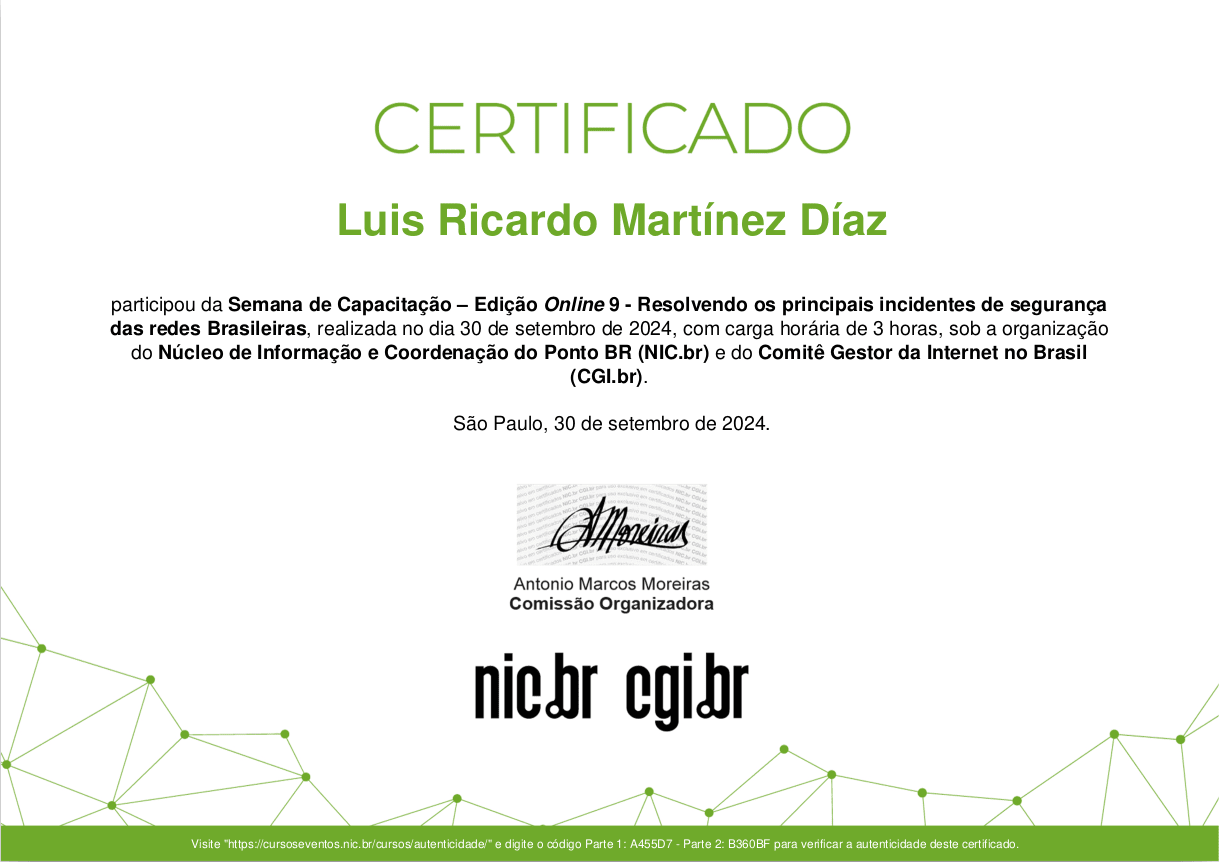 CERTIFICADO
Luis Ricardo Martínez Díaz
participou da Semana de Capacitação – Edição Online 9 - Resolvendo os principais incidentes de segurança
das redes Brasileiras, realizada no dia 30 de setembro de 2024, com carga horária de 3 horas, sob a organização
do Núcleo de Informação e Coordenação do Ponto BR (NIC.br) e do Comitê Gestor da Internet no Brasil
(CGI.br).
São Paulo, 30 de setembro de 2024.
AMoreiras
Antonio Marcos Moreiras
Comissão Organizadora
nic.br cgi.br
Visite "https://cursoseventos.nic.br/cursos/autenticidade/" e digite o código Parte 1: A455D7 - Parte 2: B360BF para verificar a autenticidade deste certificado.